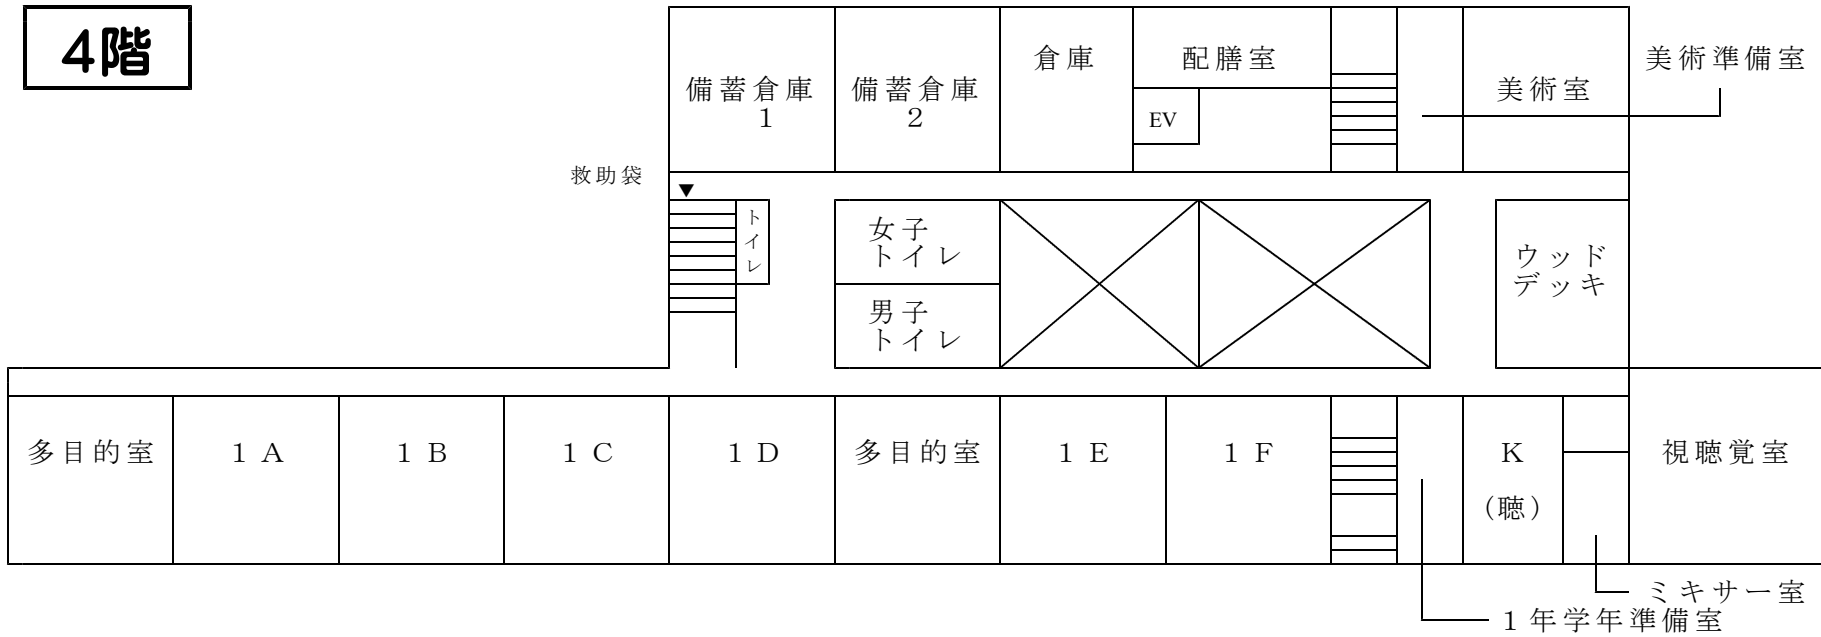 4階
倉庫
配膳室
美術準備室
備蓄倉庫
1
備蓄倉庫
2
美術室
EV
救助袋
▼
トイレ
女子
トイレ
男子
トイレ
ウッド
デッキ
多目的室
1 A
1 B
1 C
1 D
多目的室
1 E
1 F
K
(聴)
視聴覚室
ミキサー室
1年学年準備室